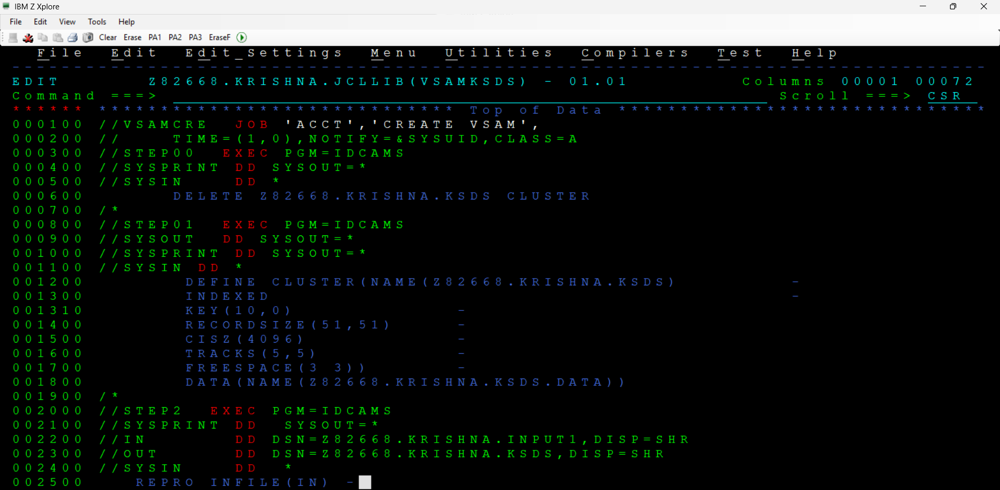 IBM Z Xplore
File Edit View Tools Help
Clear Erase PA1 PA2 PA3 EraseF
File Edit Edit_Settings Menu Utilities Compilers Test Help
-------------------------------------------------------------------------------
EDIT       Z82668.KRISHNA.JCLLIB(VSAMKSDS) - 01.01         Columns 00001 00072
Command ===>                                                  Scroll ===> CSR
****** ***************************** Top of Data ******************************
000100 //VSAMCRE  JOB 'ACCT','CREATE VSAM',
000200 //    TIME=(1,0),NOTIFY=&SYSUID,CLASS=A
000300 //STEP00  EXEC PGM=IDCAMS
000400 //SYSPRINT DD SYSOUT=*
000500 //SYSIN    DD *
000600       DELETE Z82668.KRISHNA.KSDS CLUSTER
000700 /*
000800 //STEP01  EXEC PGM=IDCAMS
000900 //SYSOUT  DD SYSOUT=*
001000 //SYSPRINT DD SYSOUT=*
001100 //SYSIN DD *
001200        DEFINE CLUSTER(NAME(Z82668.KRISHNA.KSDS)         -
001300        INDEXED                                          -
001310        KEY(10,0)             -
001400        RECORDSIZE(51,51)     -
001500        CISZ(4096)            -
001600        TRACKS(5,5)           -
001700        FREESPACE(3 3))       -
001800        DATA(NAME(Z82668.KRISHNA.KSDS.DATA))
001900 /*
002000 //STEP2  EXEC PGM=IDCAMS
002100 //SYSPRINT DD  SYSOUT=*
002200 //IN       DD DSN=Z82668.KRISHNA.INPUT1,DISP=SHR
002300 //OUT      DD DSN=Z82668.KRISHNA.KSDS,DISP=SHR
002400 //SYSIN    DD  *
002500    REPRO INFILE(IN) -